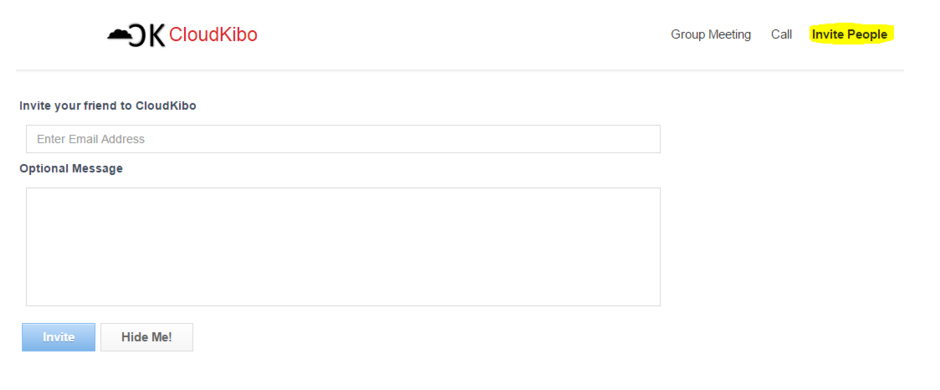 CK CloudKibo
Group Meeting Call Invite People
Invite your friend to CloudKibo
Enter Email Address
Optional Message
Invite Hide Me!